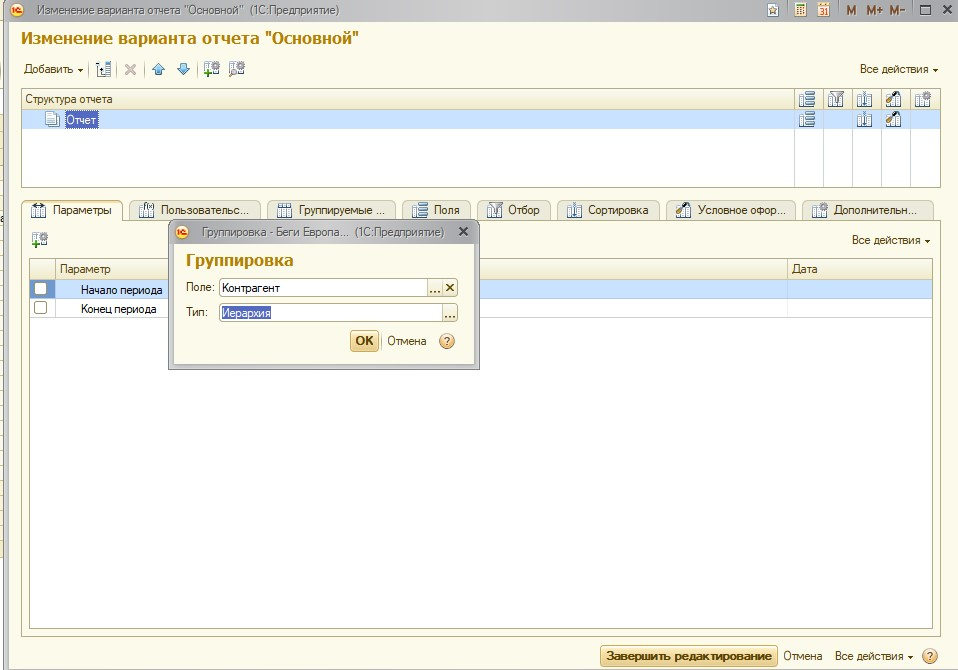 Изменение варианта отчета "Основной" (1С:Предприятие)
M M+ M-
31
Изменение варианта отчета "Основной"
Добавить
Все действия
Структура отчета
Отчет
Параметры
Пользовательс...
Группируемые ...
Поля
Отбор
Сортировка
Условное офор...
Дополнительн...
Все действия
Параметр
Дата
Начало периода
Конец периода
Группировка - Беги Европа... (1С:Предприятие)
Группировка
Поле: Контрагент ...
Тип: Иерархия ...
OK Отмена ?
Завершить редактирование Отмена Все действия ?